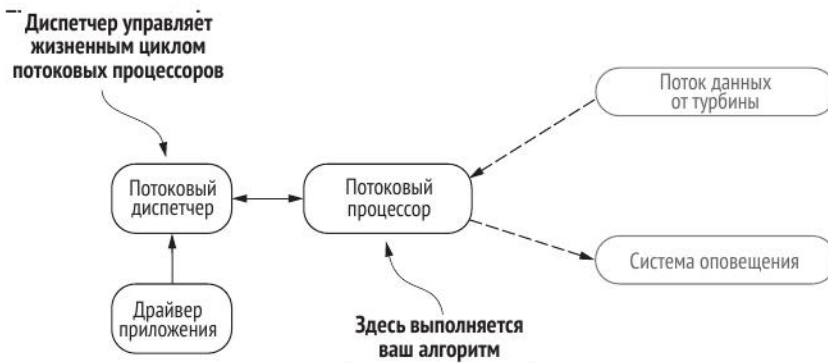 Диспетчер управляет
жизненным циклом
потоковых процессоров
Поток данных
от турбины
Потоковый
диспетчер
Потоковый
процессор
Система оповещения
Драйвер
приложения
Здесь выполняется
ваш алгоритм